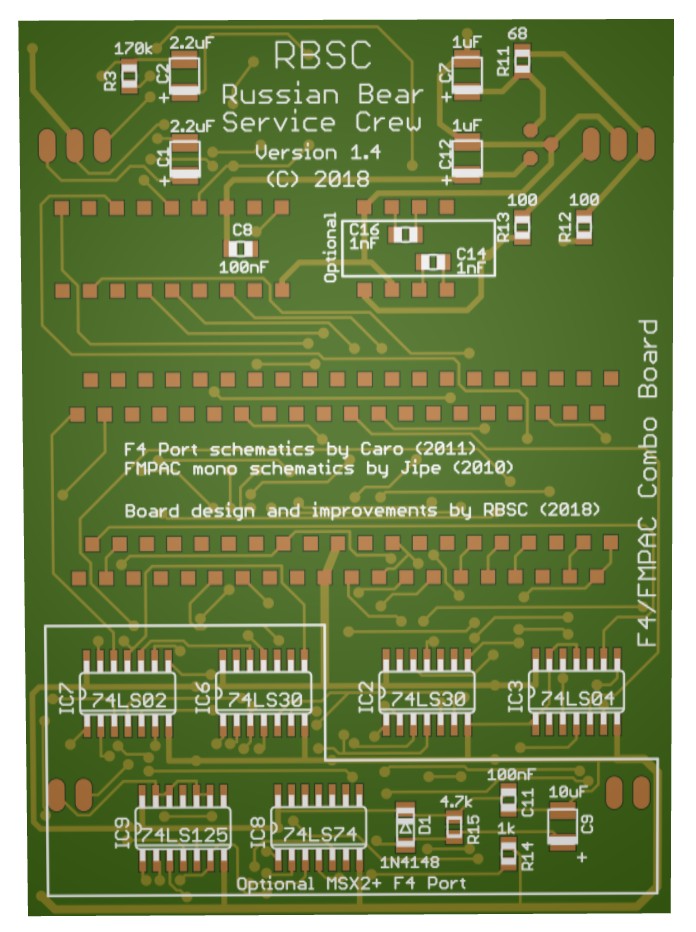 170k
2.2uF
R3
C2
+
RBSC
Russian Bear
Service Crew
Version 1.4
(C) 2018
1uF
C7
+
68
R11
2.2uF
C1
+
1uF
C12
+
C8
100nF
Optional
C16
1nF
C14
1nF
100
R13
100
R12
F4 Port schematics by Caro (2011)
FMPAC mono schematics by Jipe (2010)
Board design and improvements by RBSC (2018)
F4/FMPAC Combo Board
IC7
74LS02
IC6
74LS30
IC2
74LS30
IC3
74LS04
IC9
74LS125
IC8
74LS74
D1
1N4148
4.7k
R15
100nF
C11
1k
R14
10uF
C9
+
Optional MSX2+ F4 Port